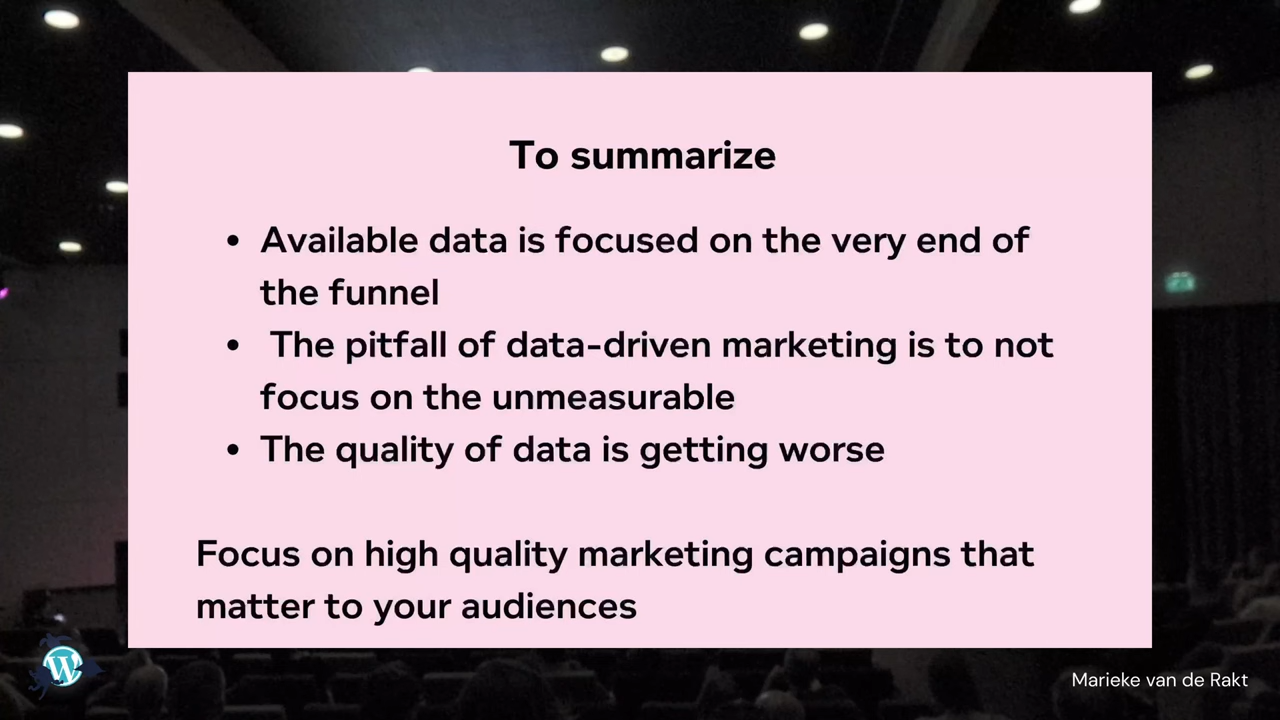 To summarize
• Available data is focused on the very end of
the funnel
• The pitfall of data-driven marketing is to not
focus on the unmeasurable
• The quality of data is getting worse
Focus on high quality marketing campaigns that
matter to your audiences
W
Marieke van de Rakt